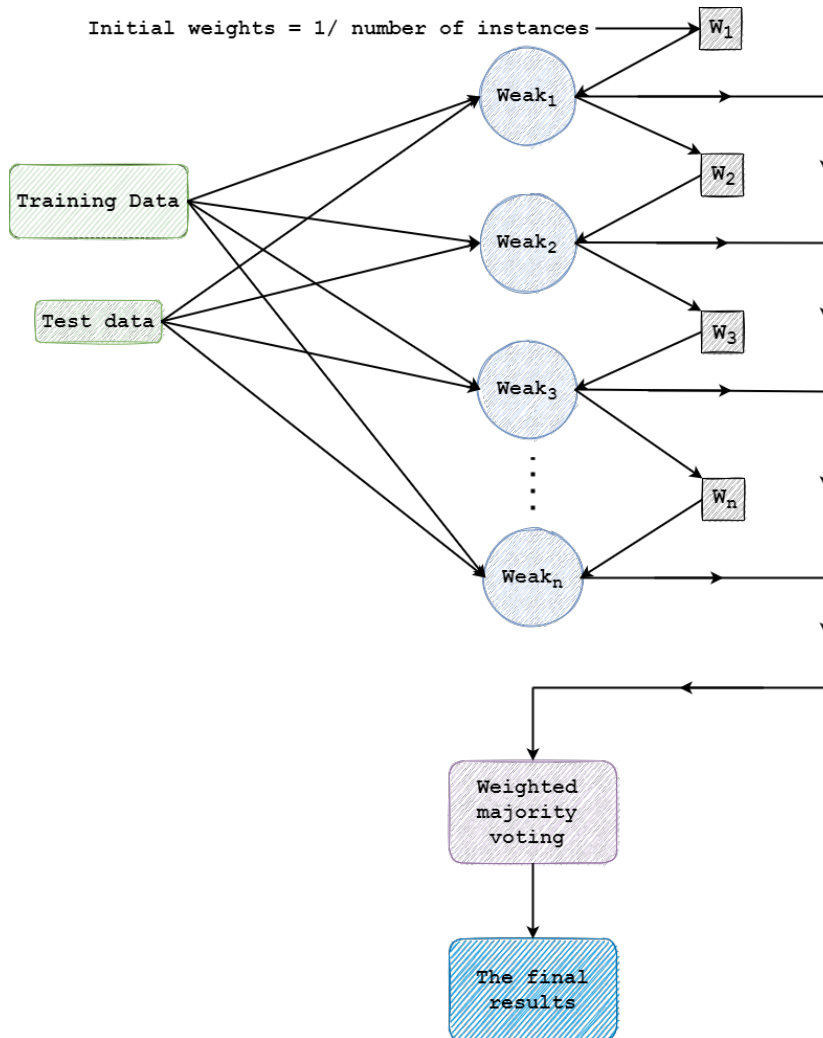 Initial weights = 1/ number of instances
W₁
Weak₁
W₂
Training Data
Weak₂
Test data
W₃
Weak₃
Wₙ
Weakₙ
Weighted
majority
voting
The final
results